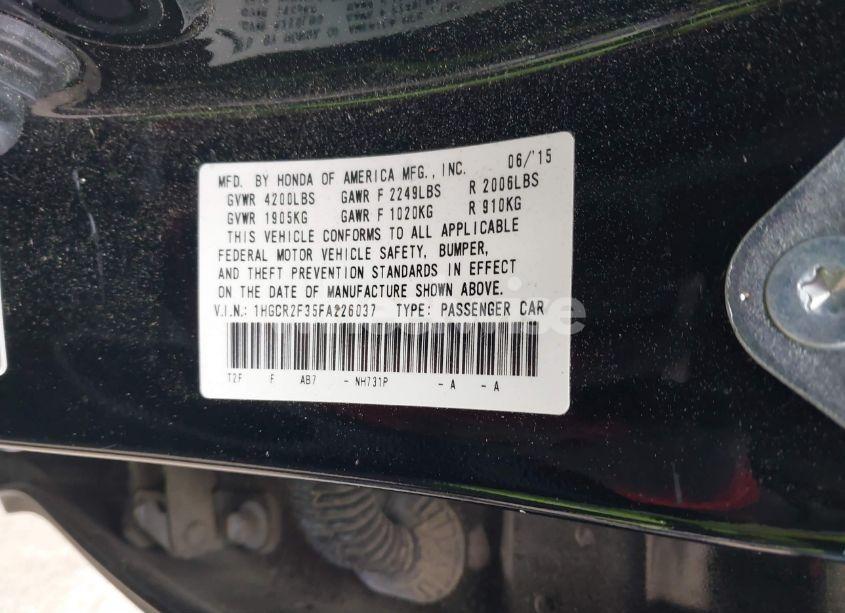 MFD. BY HONDA OF AMERICA MFG., INC. 06/'15
GVWR 4200LBS GAWR F 2249LBS R 2006LBS
GVWR 1905KG GAWR F 1020KG R 910KG
THIS VEHICLE CONFORMS TO ALL APPLICABLE
FEDERAL MOTOR VEHICLE SAFETY, BUMPER,
AND THEFT PREVENTION STANDARDS IN EFFECT
ON THE DATE OF MANUFACTURE SHOWN ABOVE.
V.I.N.: 1HGCR2F35FA226037 TYPE: PASSENGER CAR
T2F F AB7 - NH731P - A - A